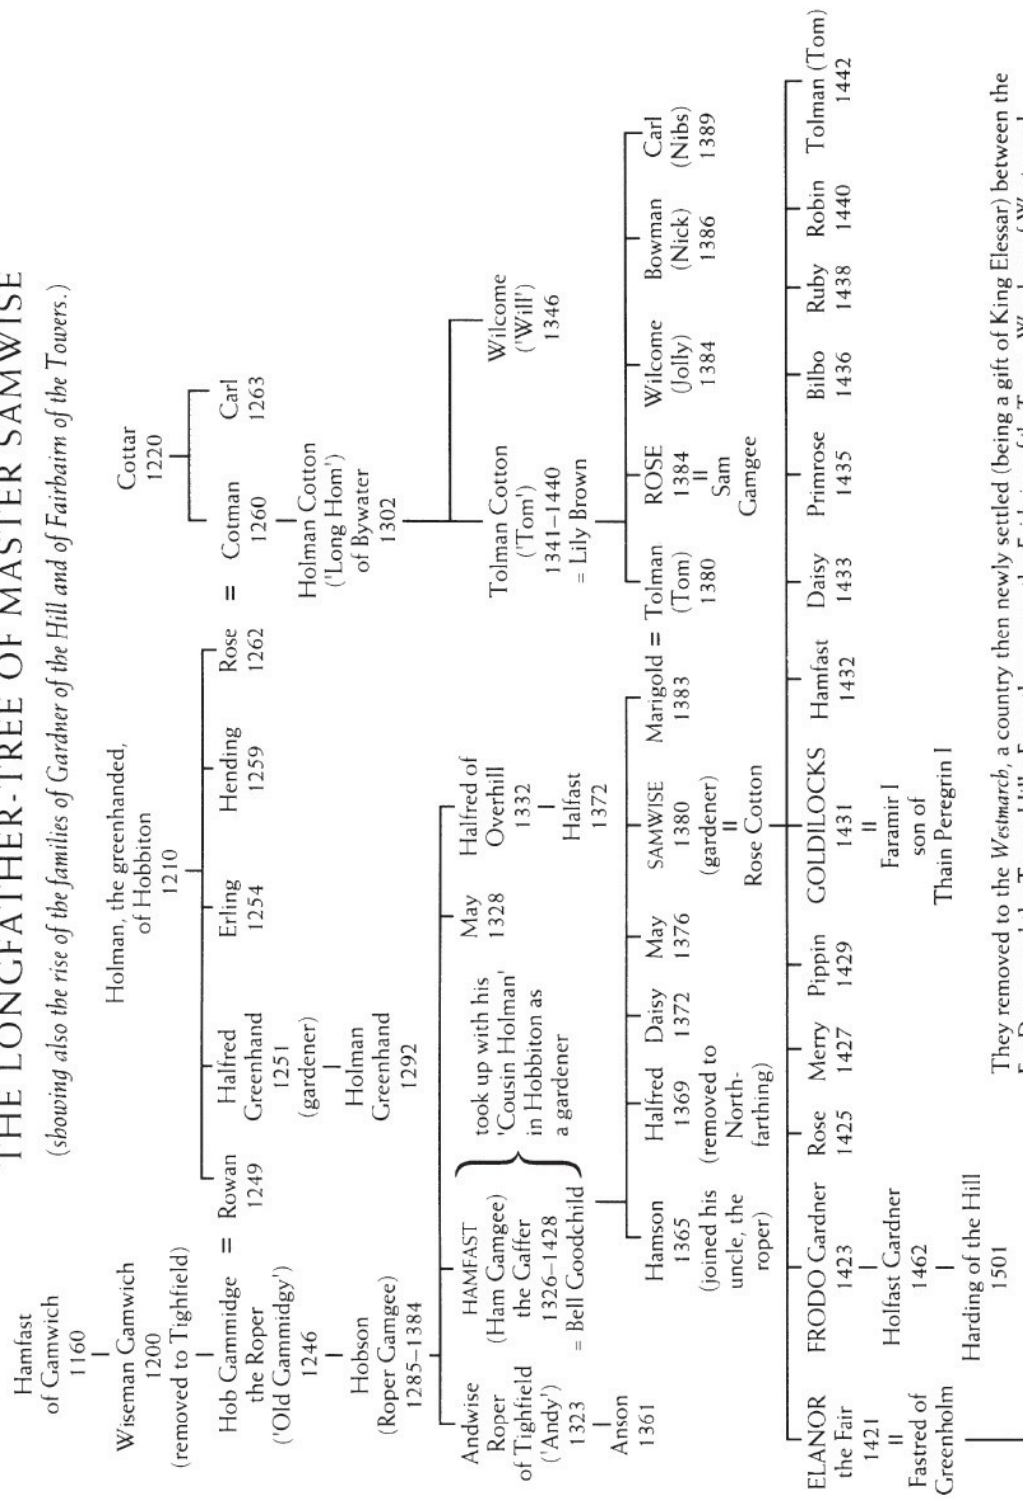 THE LONGFATHER-TREE OF MASTER SAMWISE
(showing also the rise of the families of Gardner of the Hill and of Fairbairn of the Towers.)
Hamfast
of Gamwich
1160
Wiseman Gamwich
1200
(removed to Tighfield)
Holman, the greenhanded,
of Hobbiton
1210
Cottar
1220
Hob Gammidge
the Roper
('Old Gammidgy')
1246
=
Rowan
1249
Halfred
Greenhand
1251
(gardener)
Erling
1254
Hending
1259
Rose
1262
=
Cotman
1260
Carl
1263
Hobson
(Roper Gamgee)
1285–1384
Holman
Greenhand
1292
Holman Cotton
('Long Hom')
of Bywater
1302
Andwise
Roper
of Tighfield
('Andy')
1323
Anson
1361
HAMFAST
(Ham Gamgee)
the Gaffer
1326–1428
= Bell Goodchild
took up with his
'Cousin Holman'
in Hobbiton as
a gardener
May
1328
Halfred of
Overhill
1332
Halfast
1372
Tolman Cotton
('Tom')
1341–1440
= Lily Brown
Wilcome
('Will')
1346
Hamson
1365
(joined his
uncle, the
roper)
Halfred
1369
(removed to
North-
farthing)
Daisy
1372
May
1376
SAMWISE
1380
(gardener)
=
Rose Cotton
Marigold
1383
=
Tolman
(Tom)
1380
ROSE
1384
=
Sam
Gamgee
Wilcome
(Jolly)
1384
Bowman
(Nick)
1386
Carl
(Nibs)
1389
ELANOR
the Fair
1421
=
Fastred of
Greenholm
FRODO Gardner
1423
Holfast Gardner
1462
Harding of the Hill
1501
Rose
1425
Merry
1427
Pippin
1429
GOLDILOCKS
1431
=
Faramir I
son of
Thain Peregrin I
Hamfast
1432
Daisy
1433
Primrose
1435
Bilbo
1436
Ruby
1438
Robin
1440
Tolman (Tom)
1442
They removed to the Westmarch, a country then newly settled (being a gift of King Elessar) between the